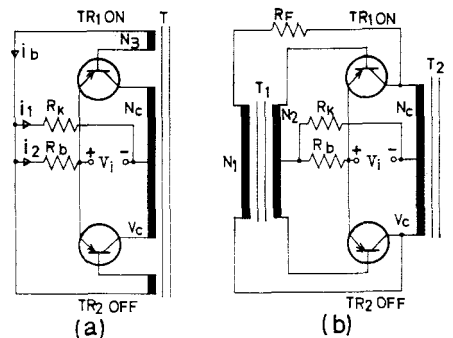 TR1 ON
N3
T
ib
i1
RK
Nc
i2
Rb
+ Vi -
Vc
TR2 OFF
(a)
RF
TR1 ON
T1
T2
N1
N2
RK
Nc
Rb
+ Vi -
Vc
TR2 OFF
(b)